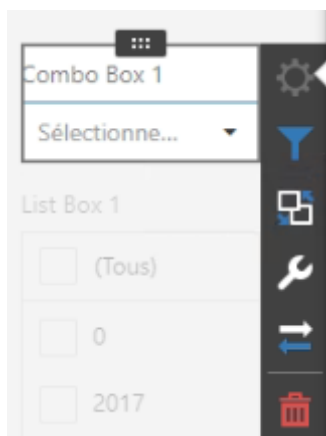 Combo Box 1
Sélectionne...
List Box 1
(Tous)
0
2017